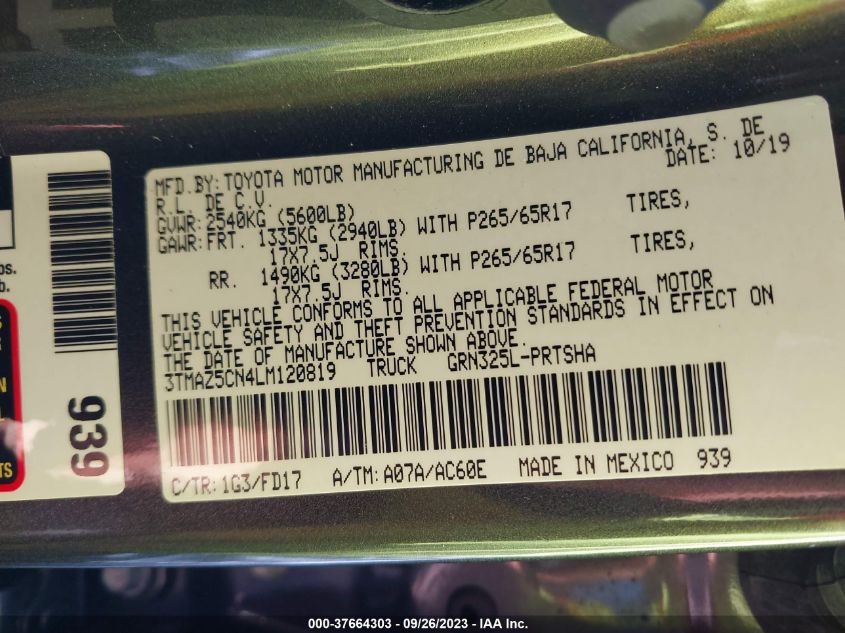 MFD.BY: TOYOTA MOTOR MANUFACTURING DE BAJA CALIFORNIA, S. DE
R.L. DE C.V. DATE: 10/19
GVWR: 2540KG (5600LB)
GAWR: FRT. 1335KG (2940LB) WITH P265/65R17 TIRES,
17X7.5J RIMS.
RR. 1490KG (3280LB) WITH P265/65R17 TIRES,
17X7.5J RIMS.
THIS VEHICLE CONFORMS TO ALL APPLICABLE FEDERAL MOTOR
VEHICLE SAFETY AND THEFT PREVENTION STANDARDS IN EFFECT ON
THE DATE OF MANUFACTURE SHOWN ABOVE.
3TMAZ5CN4LM120819 TRUCK GRN325L-PRTSHA
C/TR: 1G3/FD17 A/TM: A07A/AC60E MADE IN MEXICO 939
939
000-37664303 - 09/26/2023 - IAA Inc.